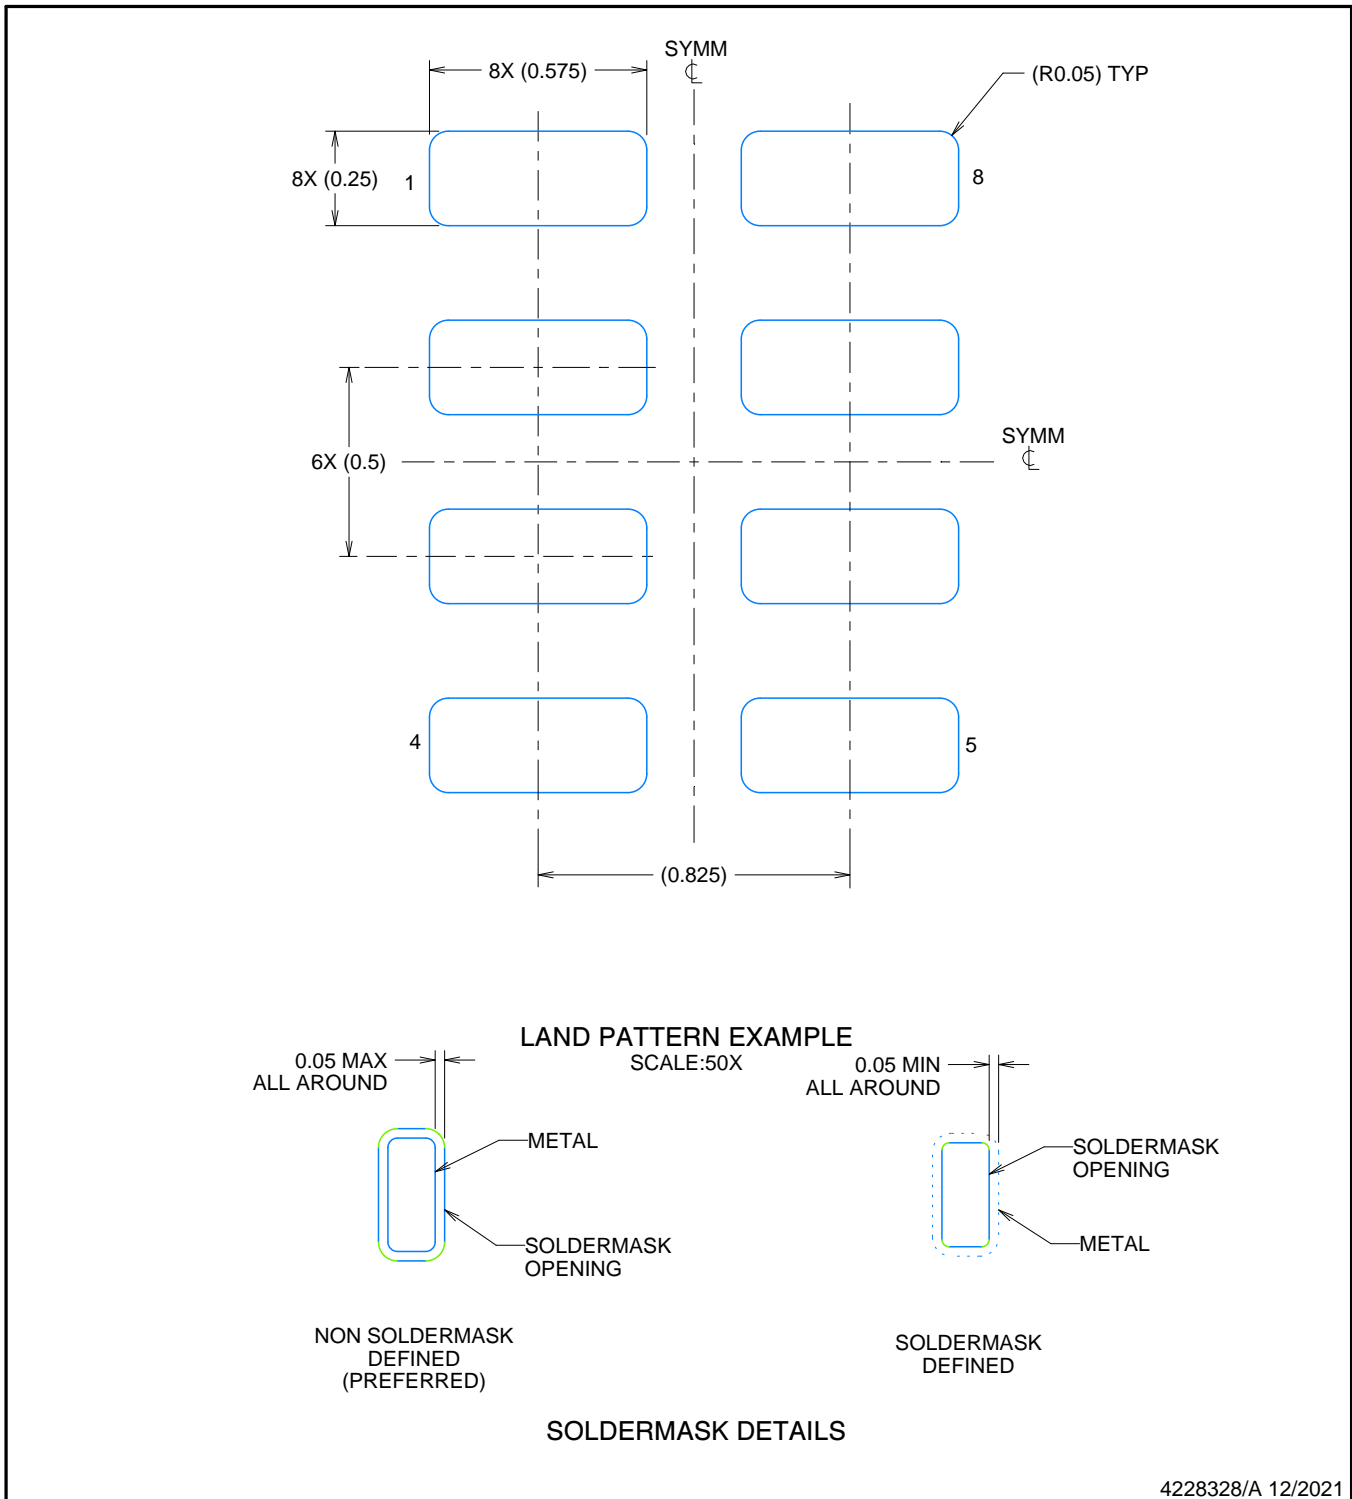 SYMM
8X (0.575)
(R0.05) TYP
8X (0.25)
1
8
SYMM
6X (0.5)
4
5
(0.825)
LAND PATTERN EXAMPLE
SCALE:50X
0.05 MAX
ALL AROUND
METAL
SOLDERMASK
OPENING
NON SOLDERMASK
DEFINED
(PREFERRED)
0.05 MIN
ALL AROUND
SOLDERMASK
OPENING
METAL
SOLDERMASK
DEFINED
SOLDERMASK DETAILS
4228328/A 12/2021